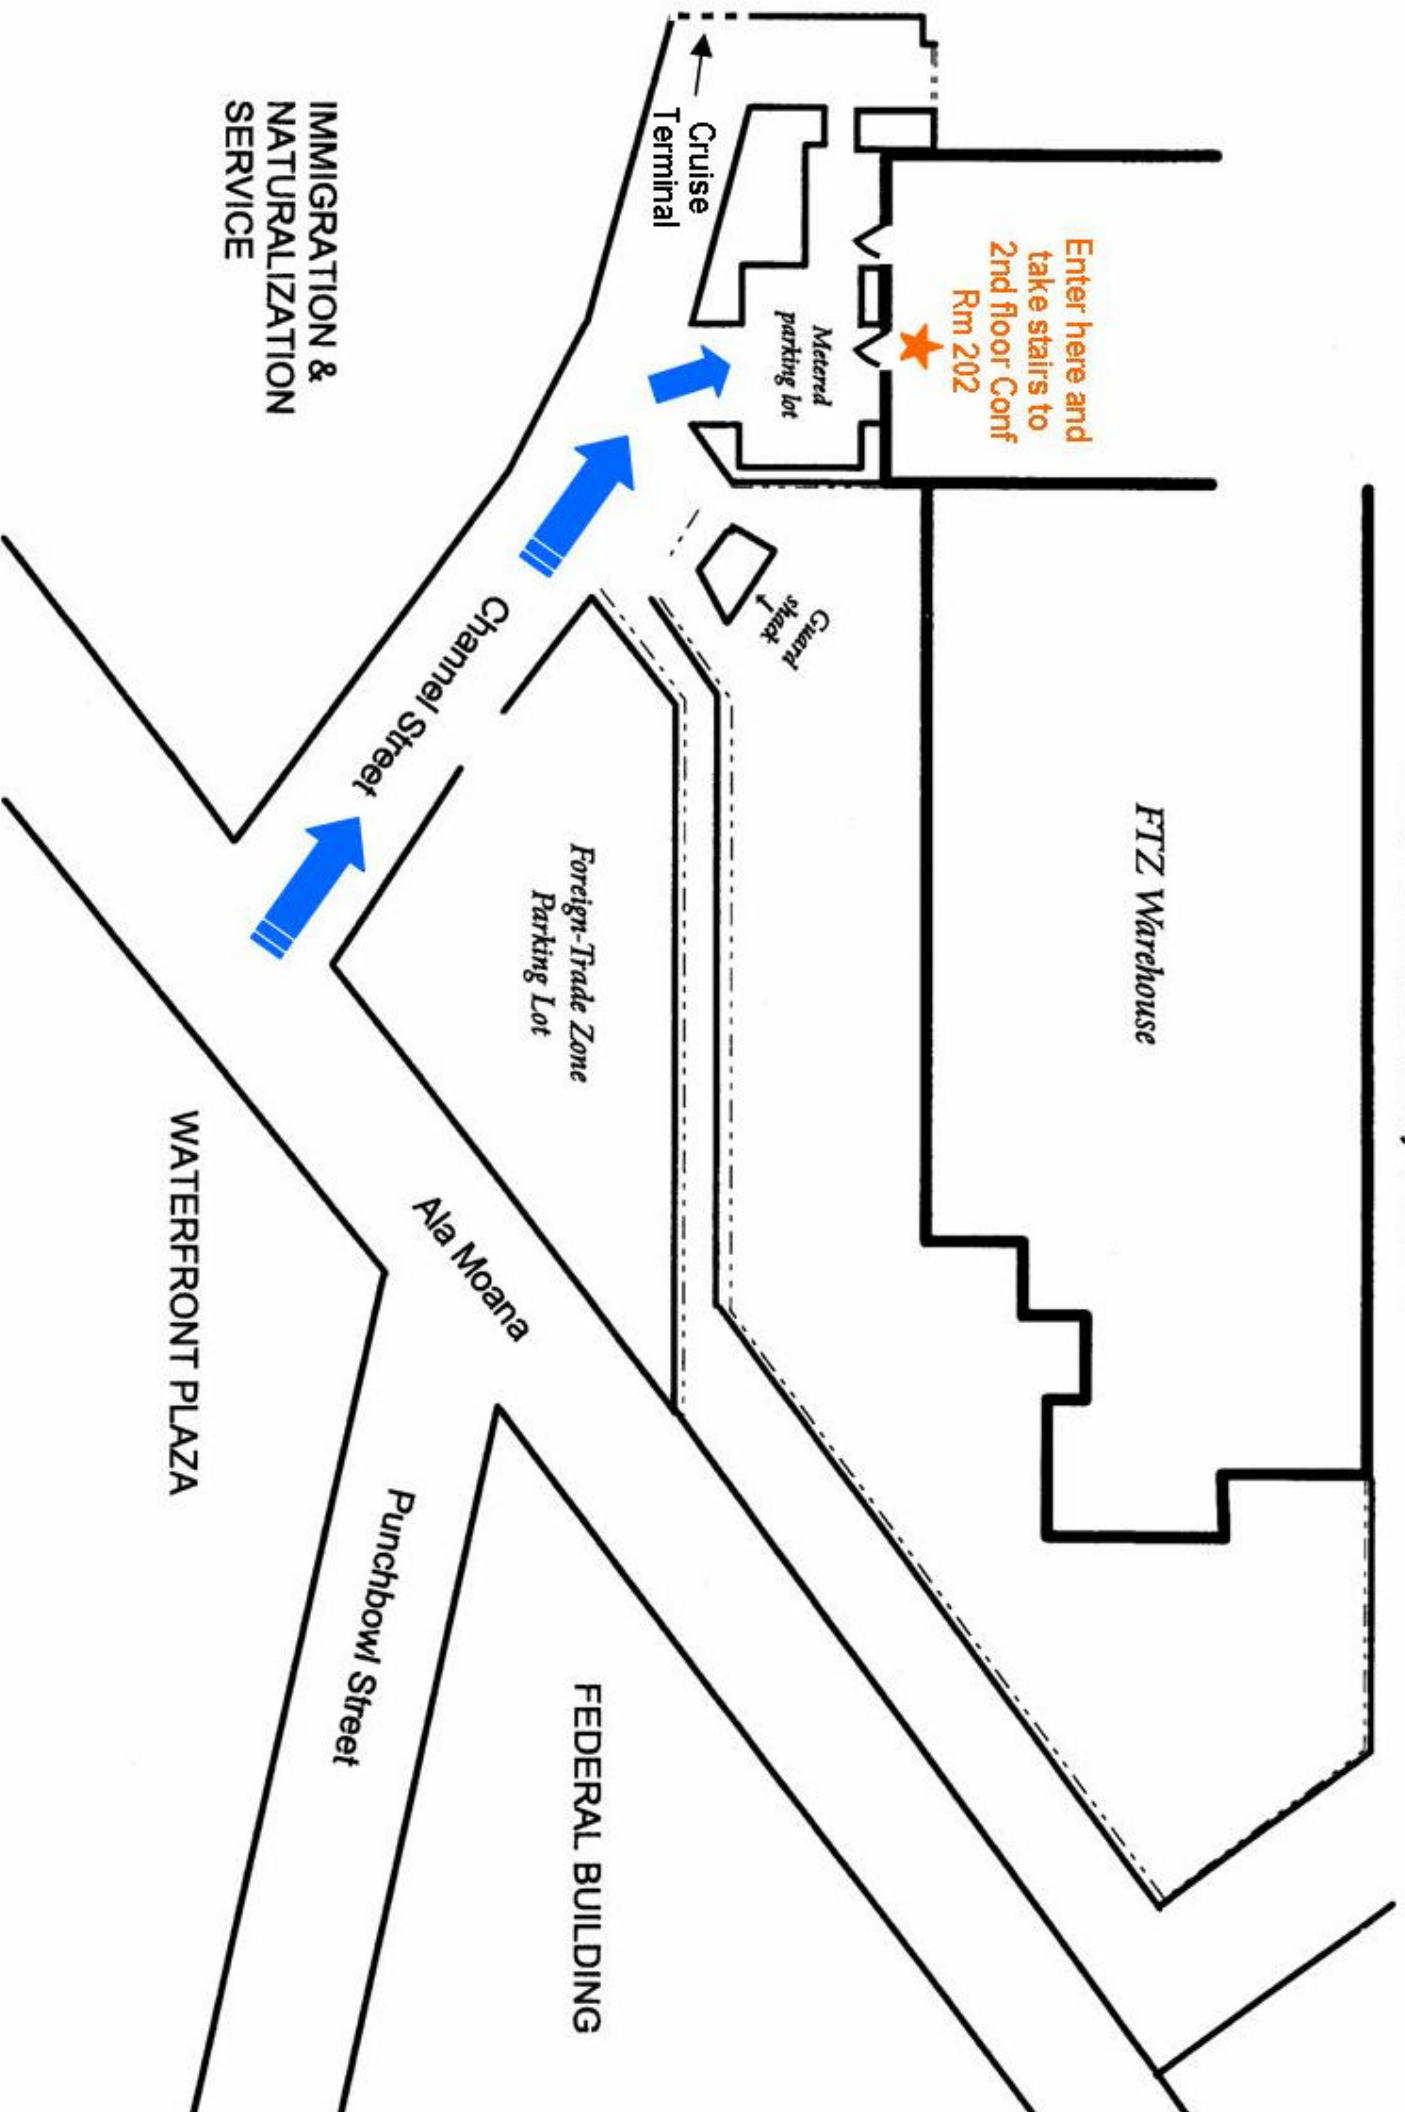 Enter here and
take stairs to
2nd floor Conf
Rm 202
Cruise
Terminal
Metered
parking lot
IMMIGRATION &
NATURALIZATION
SERVICE
Guard
shack
Channel Street
FTZ Warehouse
Foreign-Trade Zone
Parking Lot
Ala Moana
WATERFRONT PLAZA
Punchbowl Street
FEDERAL BUILDING